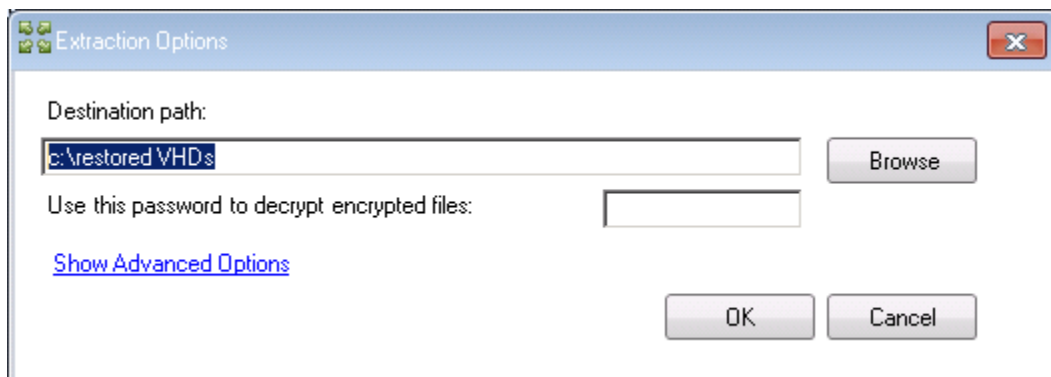 Extraction Options
Destination path:
c:\restored VHDs
Browse
Use this password to decrypt encrypted files:
Show Advanced Options
OK
Cancel